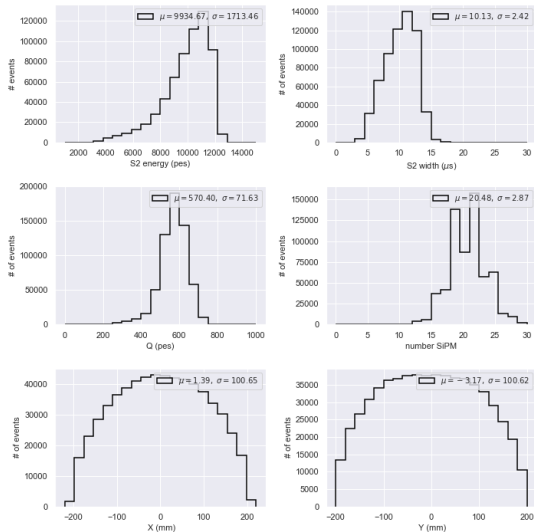 μ = 9934.67, σ = 1713.46
# of events
120000
100000
80000
60000
40000
20000
0
2000 4000 6000 8000 10000 12000 14000
S2 energy (pes)
μ = 10.13, σ = 2.42
# of events
140000
120000
100000
80000
60000
40000
20000
0
0 5 10 15 20 25 30
S2 width (μs)
μ = 570.40, σ = 71.63
# of events
200000
150000
100000
50000
0
0 200 400 600 800 1000
Q (pes)
μ = 20.48, σ = 2.87
# of events
150000
125000
100000
75000
50000
25000
0
0 5 10 15 20 25 30
number SiPM
μ = 1.39, σ = 100.65
# of events
40000
30000
20000
10000
0
−200 −100 0 100 200
X (mm)
μ = −3.17, σ = 100.62
# of events
35000
30000
25000
20000
15000
10000
5000
0
−200 −100 0 100 200
Y (mm)